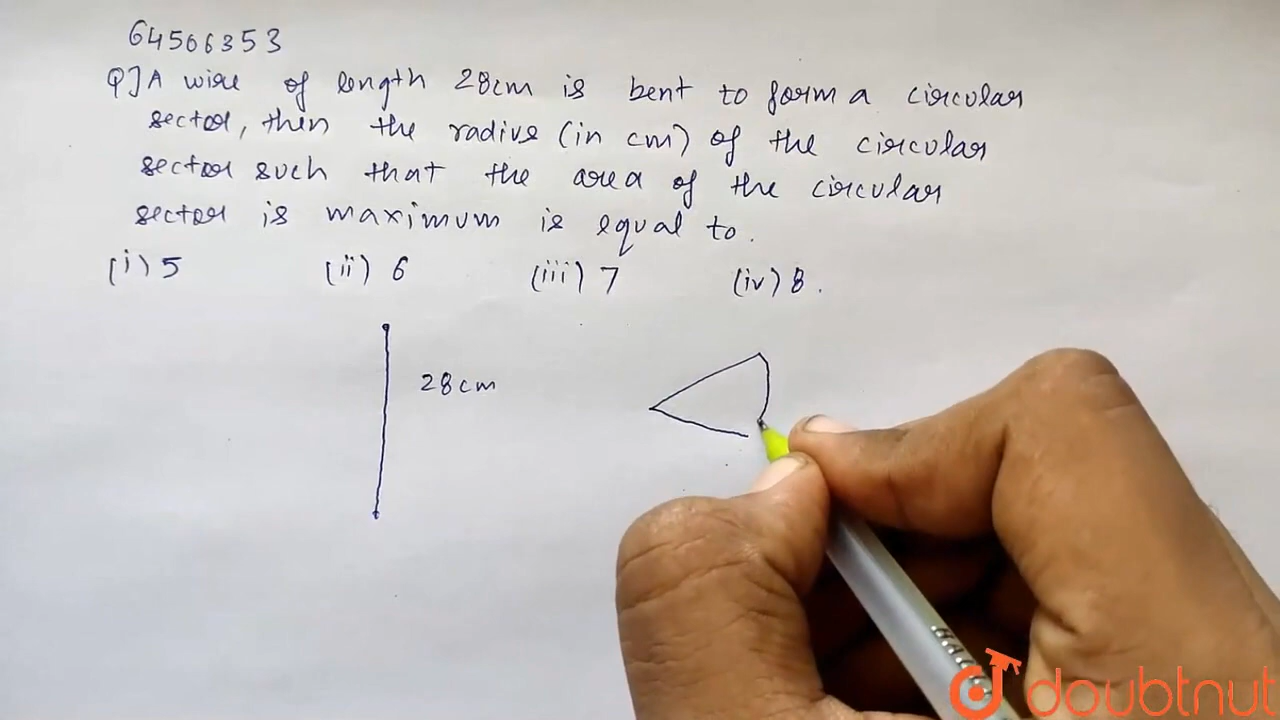 64506353
Q] A wire of length 28cm is bent to form a circular
sector, then the radius (in cm) of the circular
sector such that the area of the circular
sector is maximum is equal to.
(i) 5 (ii) 6 (iii) 7 (iv) 8.
28cm
doubtnut